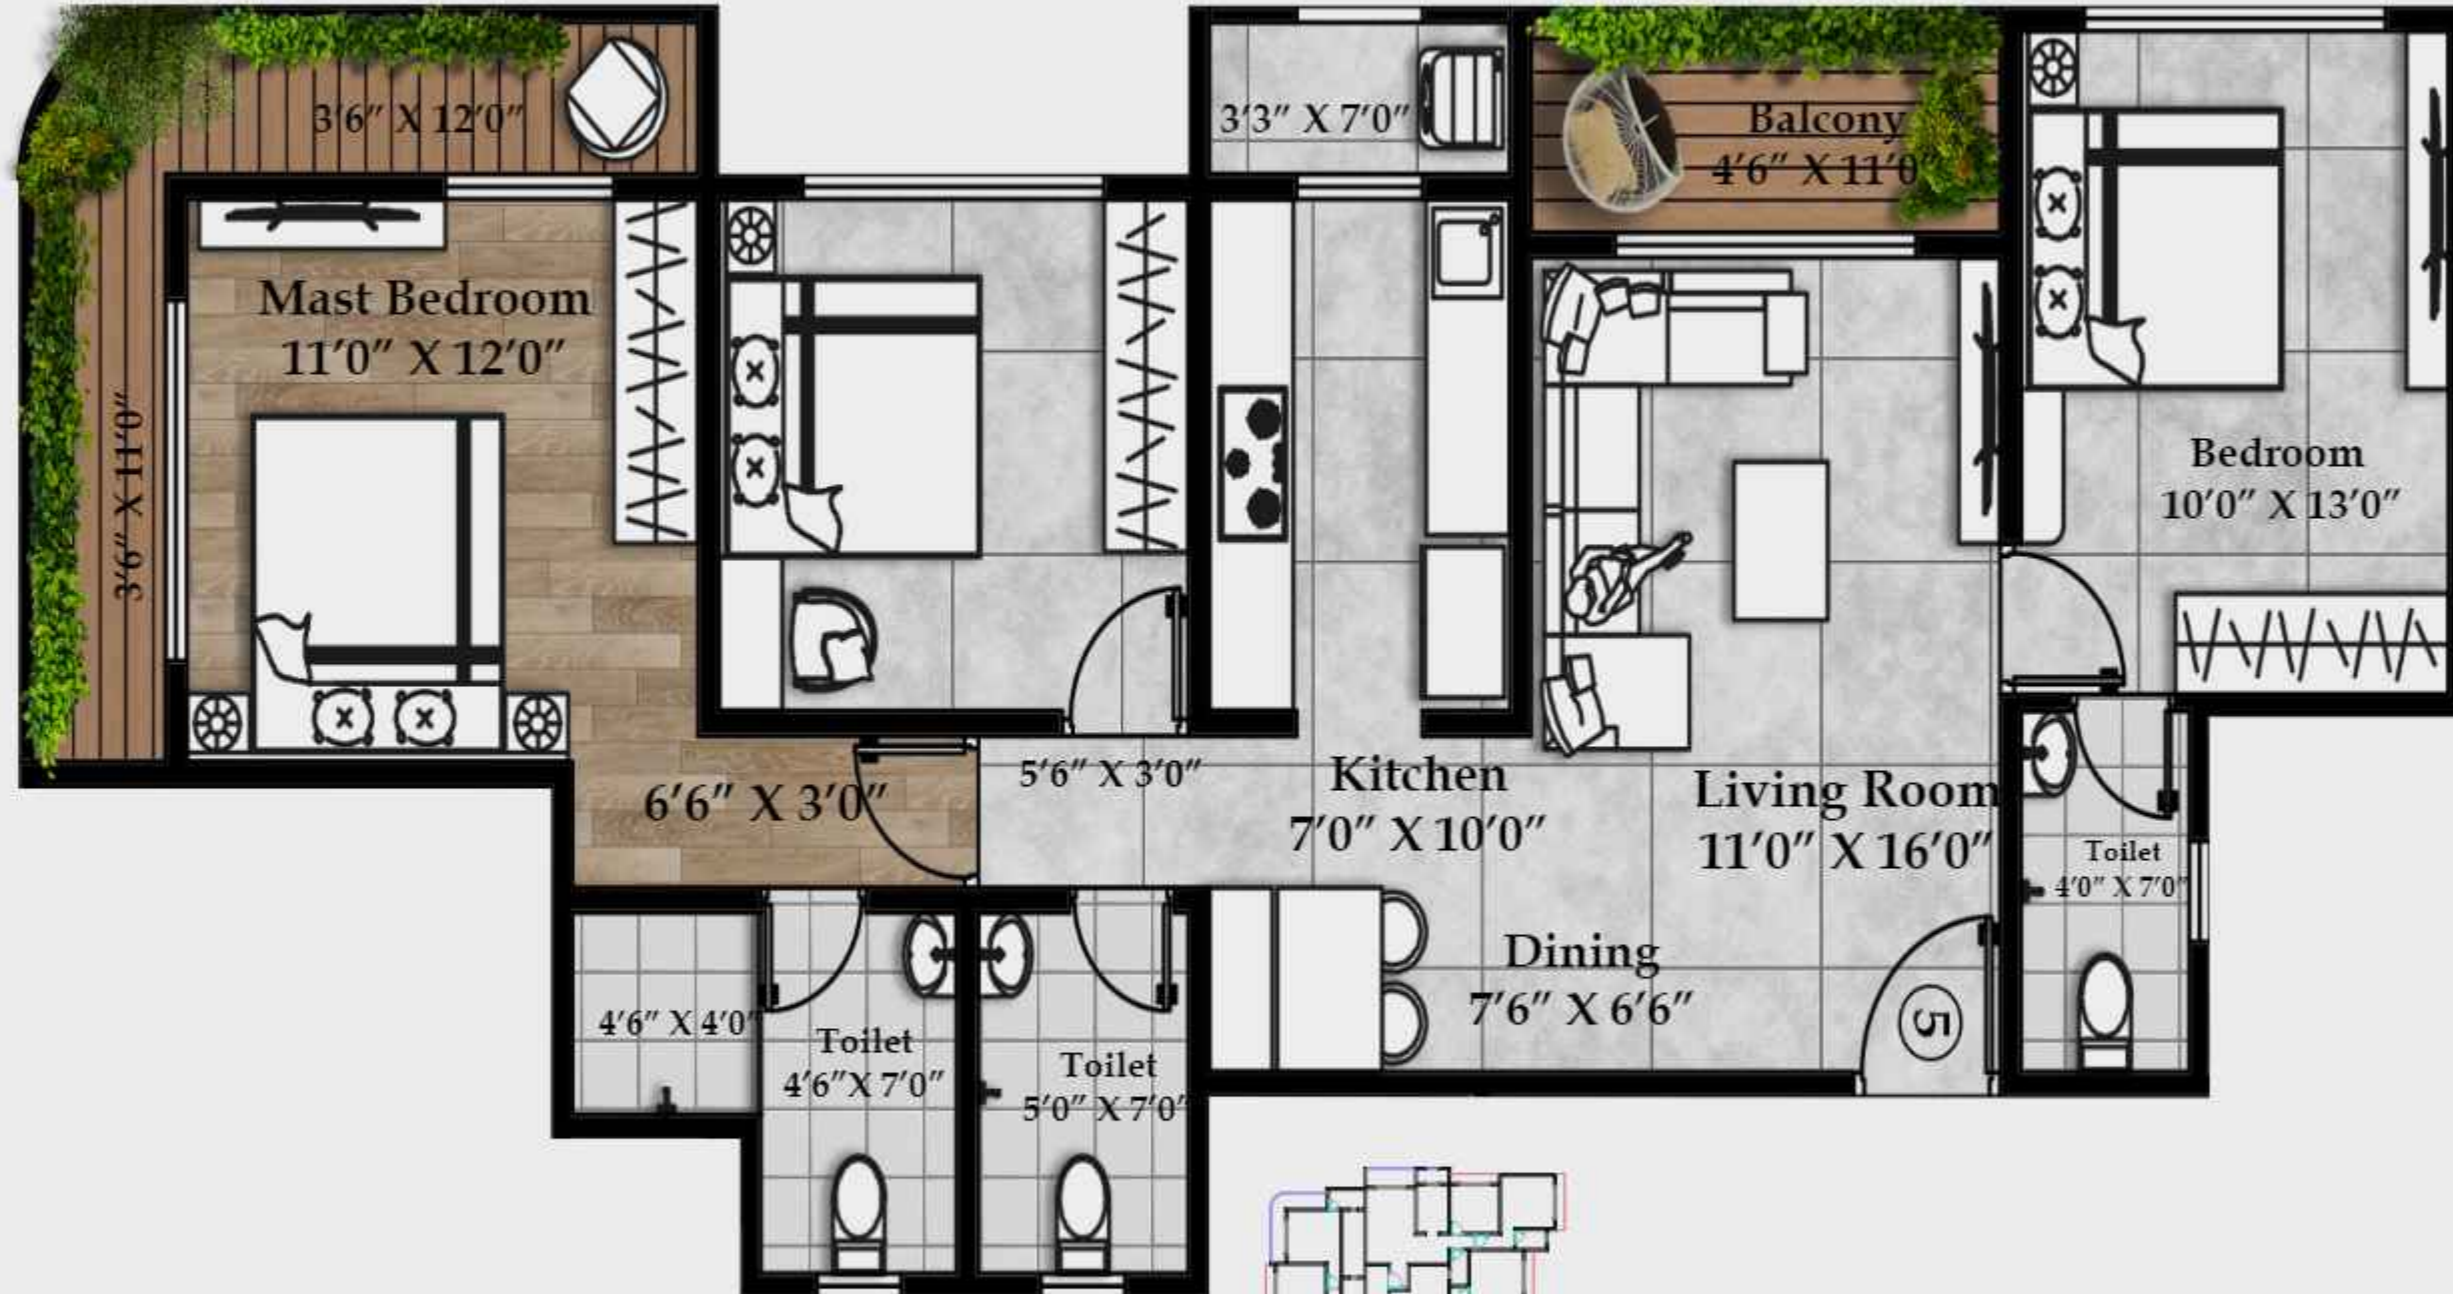 3'6" X 12'0"
3'3" X 7'0"
Balcony
4'6" X 11'0"
Mast Bedroom
11'0" X 12'0"
3'6" X 11'0"
Bedroom
10'0" X 13'0"
6'6" X 3'0"
5'6" X 3'0"
Kitchen
7'0" X 10'0"
Living Room
11'0" X 16'0"
Toilet
4'0" X 7'0"
Dining
7'6" X 6'6"
5
4'6" X 4'0"
Toilet
4'6"X 7'0"
Toilet
5'0" X 7'0"